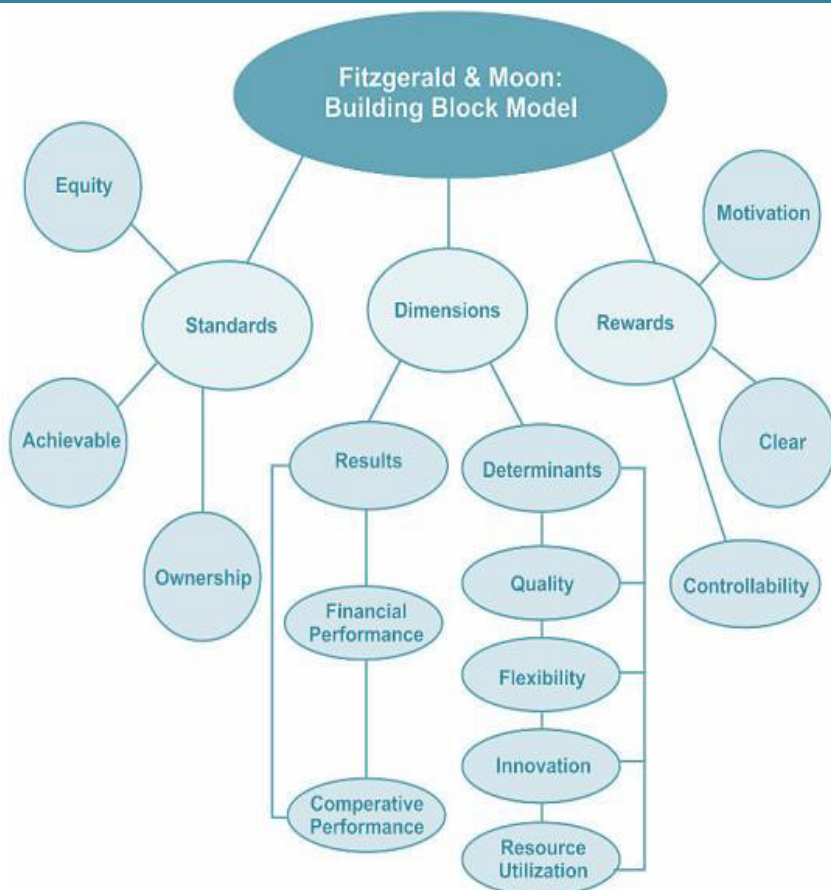 Fitzgerald & Moon:
Building Block Model
Equity
Motivation
Standards
Dimensions
Rewards
Achievable
Clear
Results
Determinants
Ownership
Quality
Controllability
Financial
Performance
Flexibility
Innovation
Comperative
Performance
Resource
Utilization